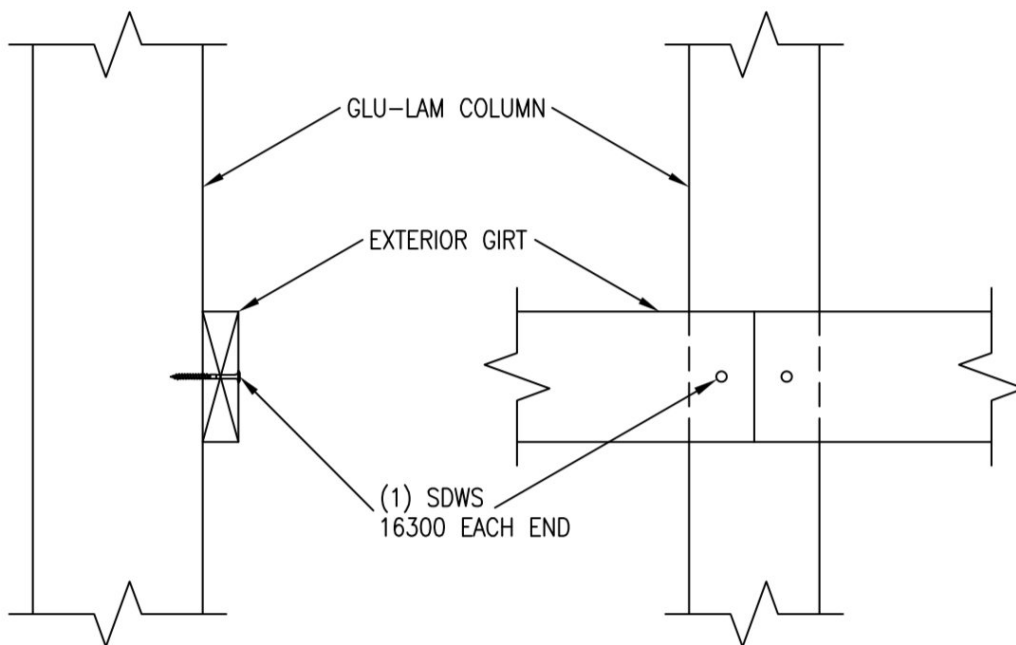 GLU-LAM COLUMN
EXTERIOR GIRT
(1) SDWS
16300 EACH END